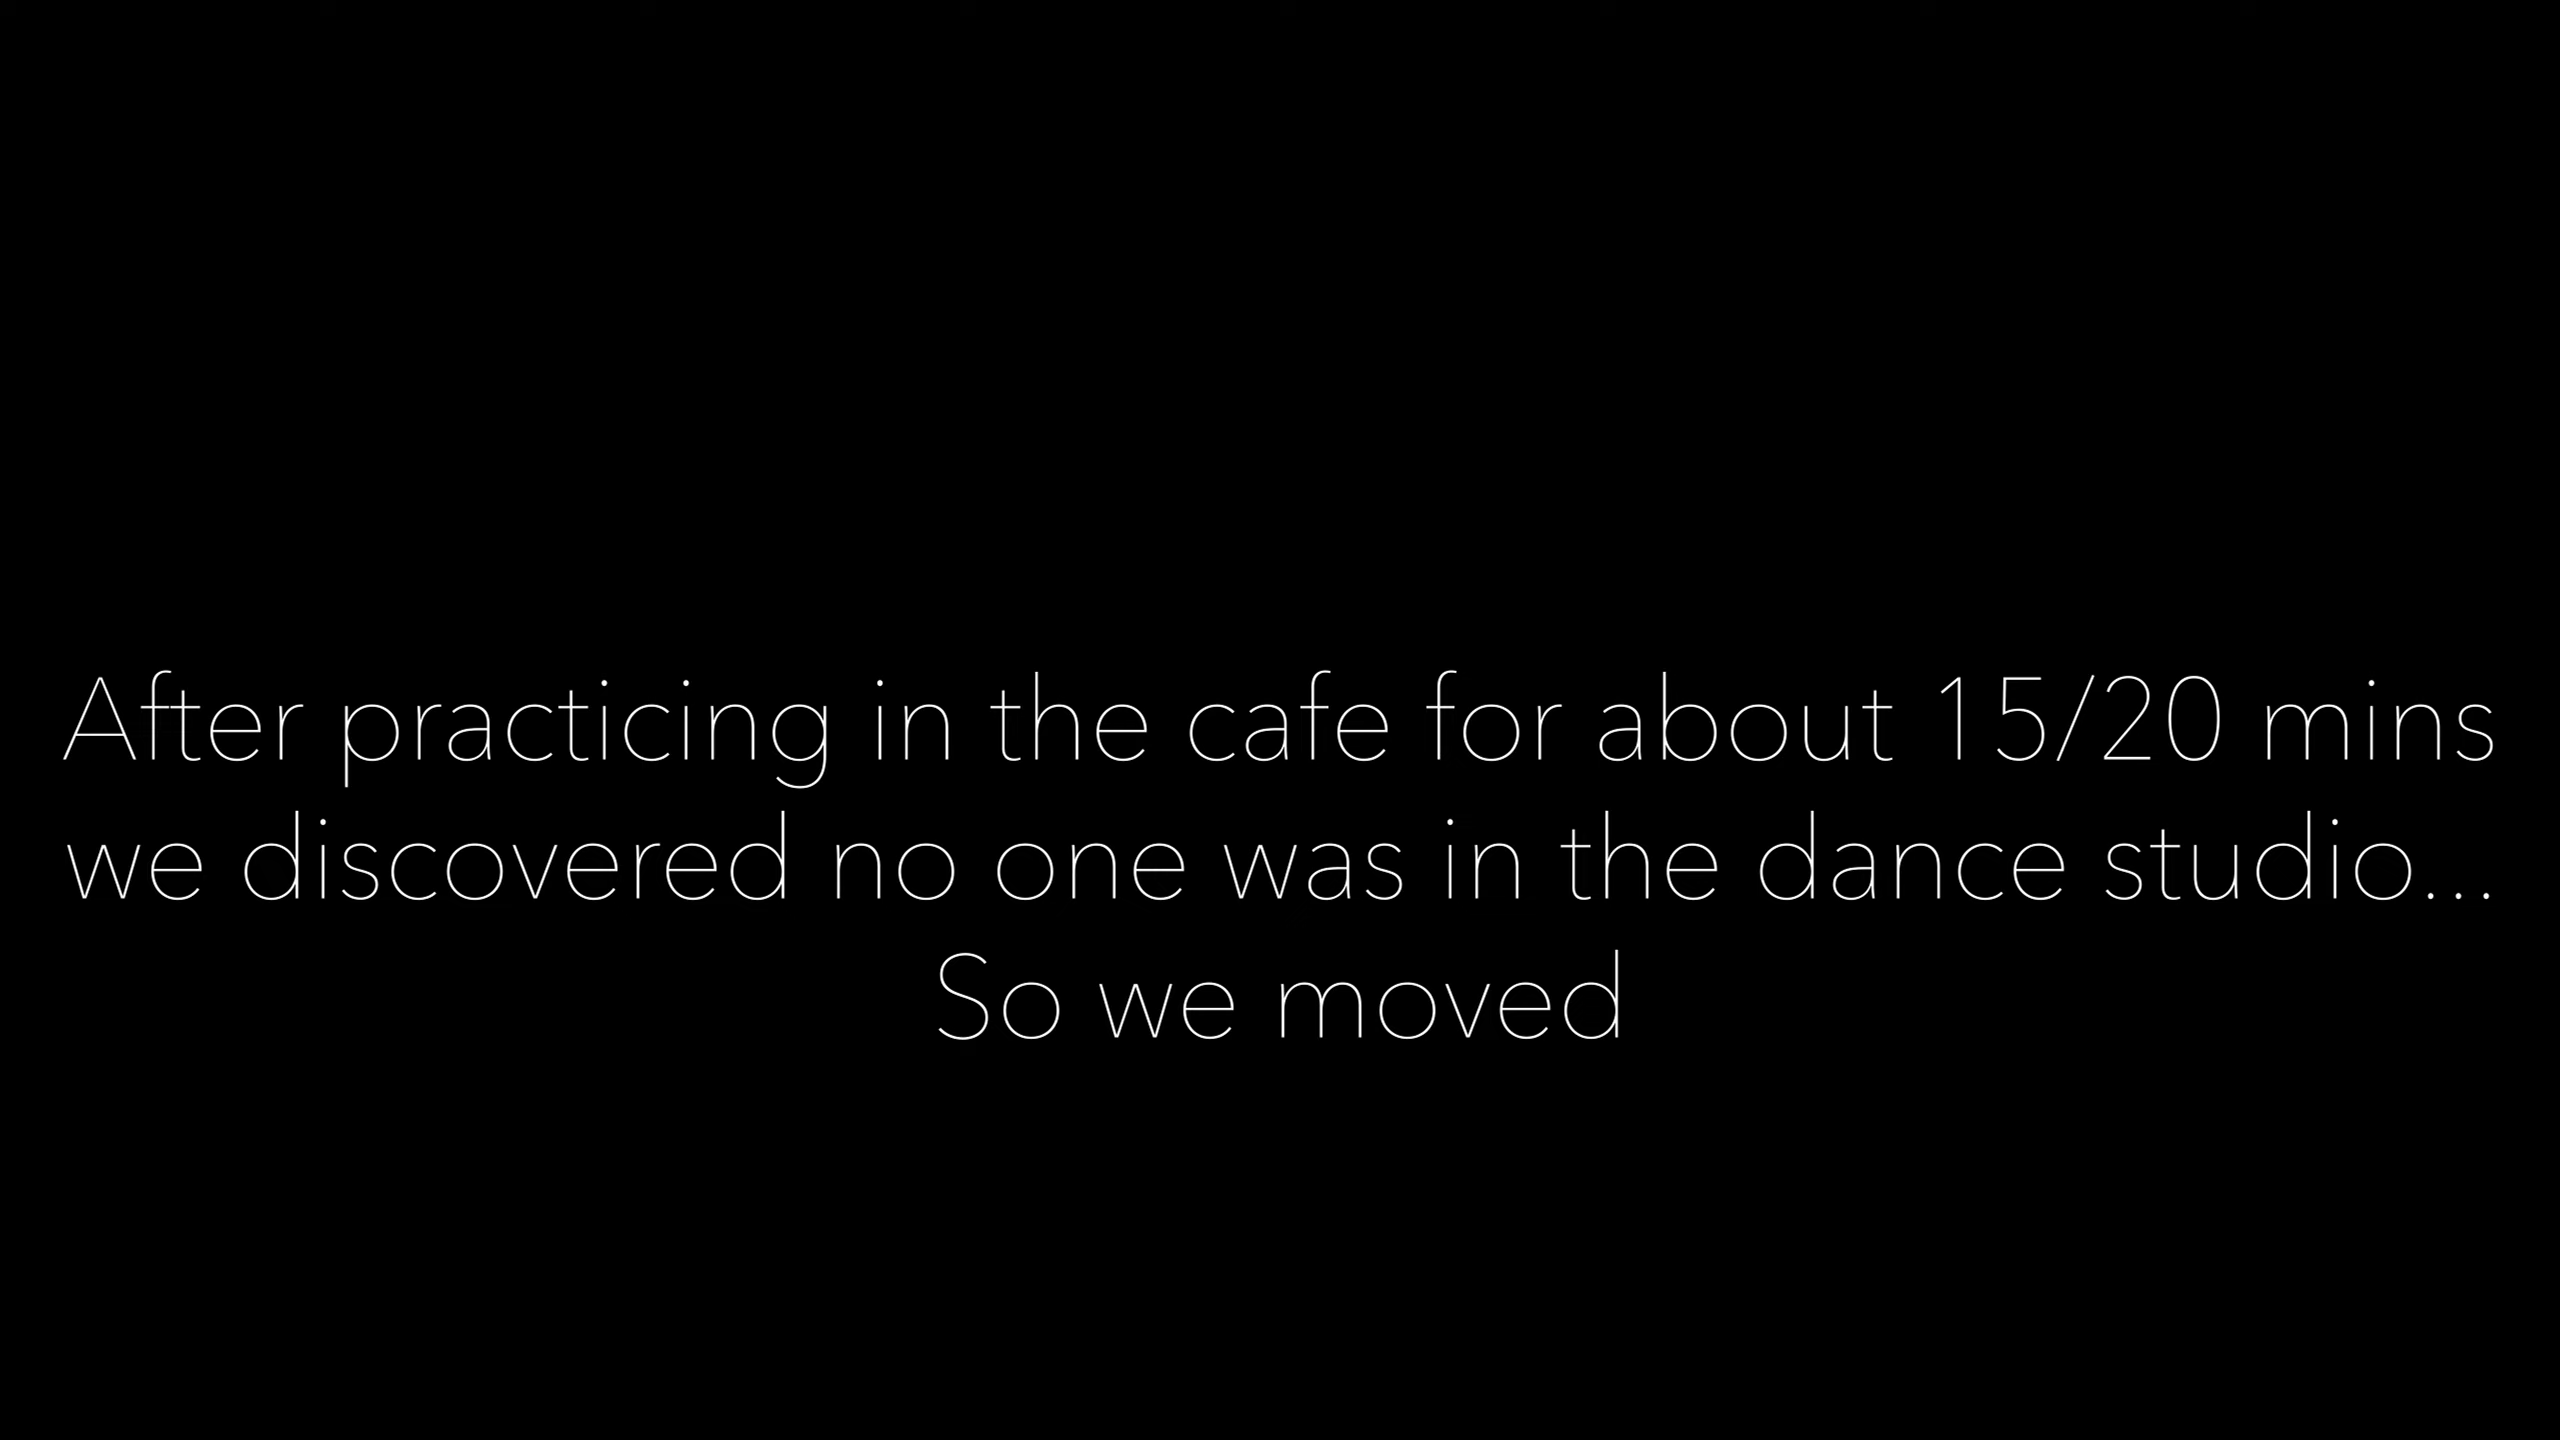 After practicing in the cafe for about 15/20 mins
we discovered no one was in the dance studio...
So we moved